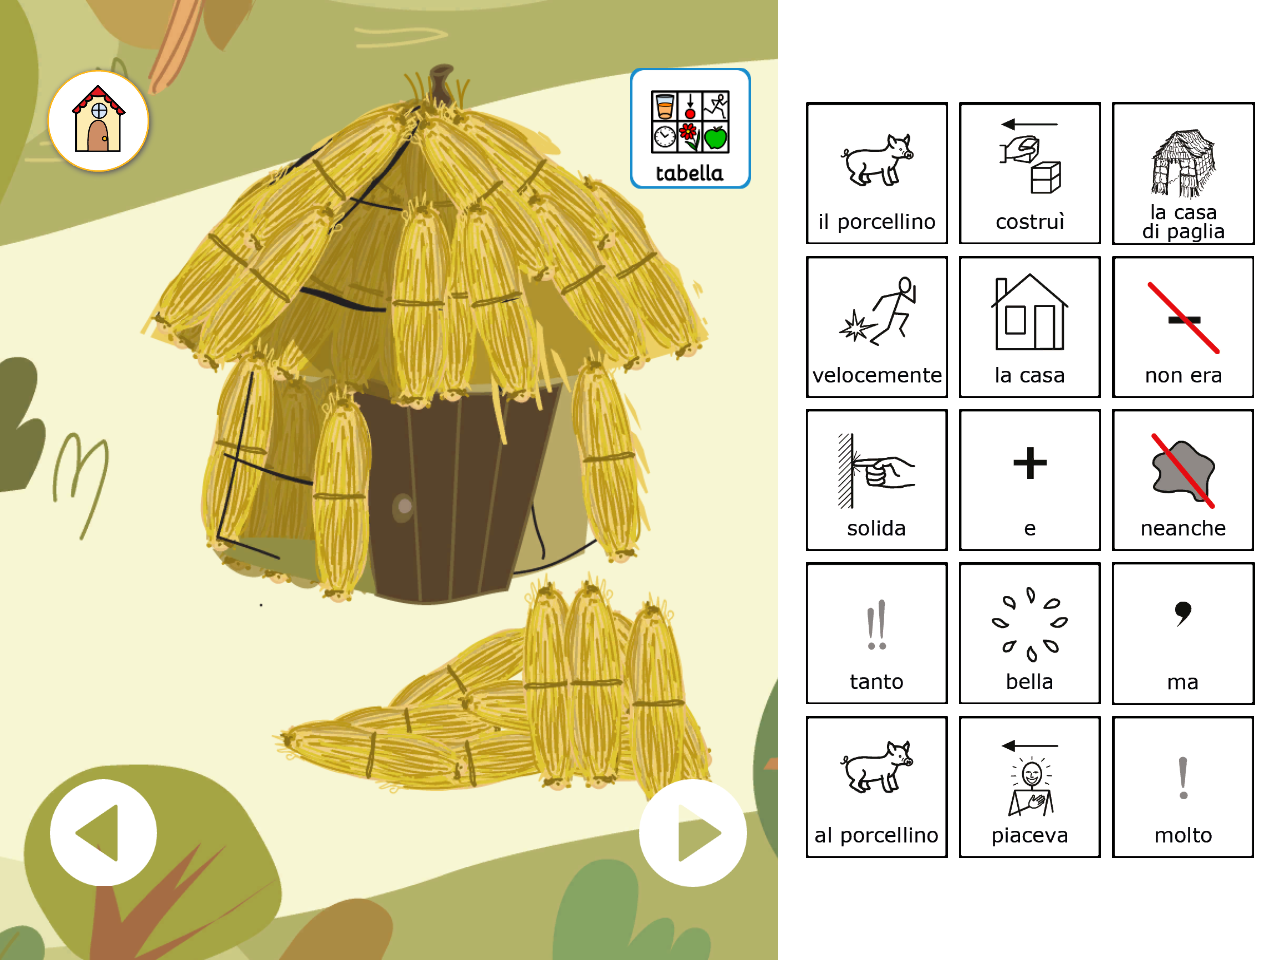 tabella
il porcellino
costruì
la casa
di paglia
velocemente
la casa
non era
solida
e
neanche
tanto
bella
,
ma
al porcellino
piaceva
molto